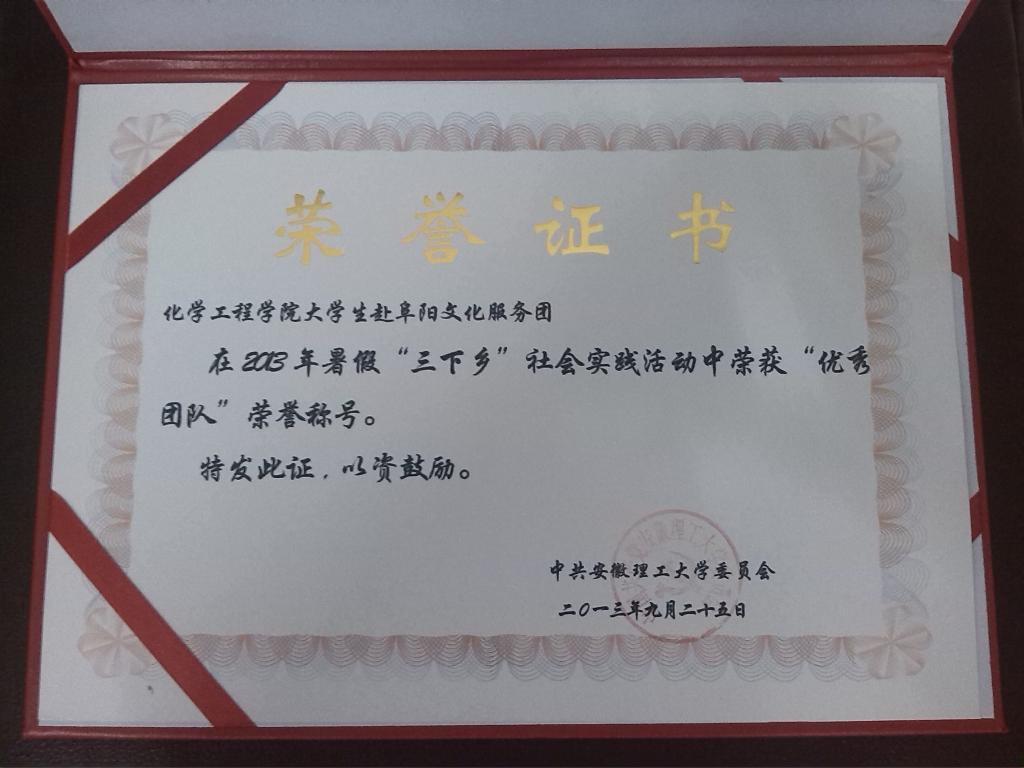 荣誉证书
化学工程学院大学生赴阜阳文化服务团
在2013年暑假“三下乡”社会实践活动中荣获“优秀
团队”荣誉称号。
特发此证，以资鼓励。
中共安徽理工大学委员会
二〇一三年九月二十五日